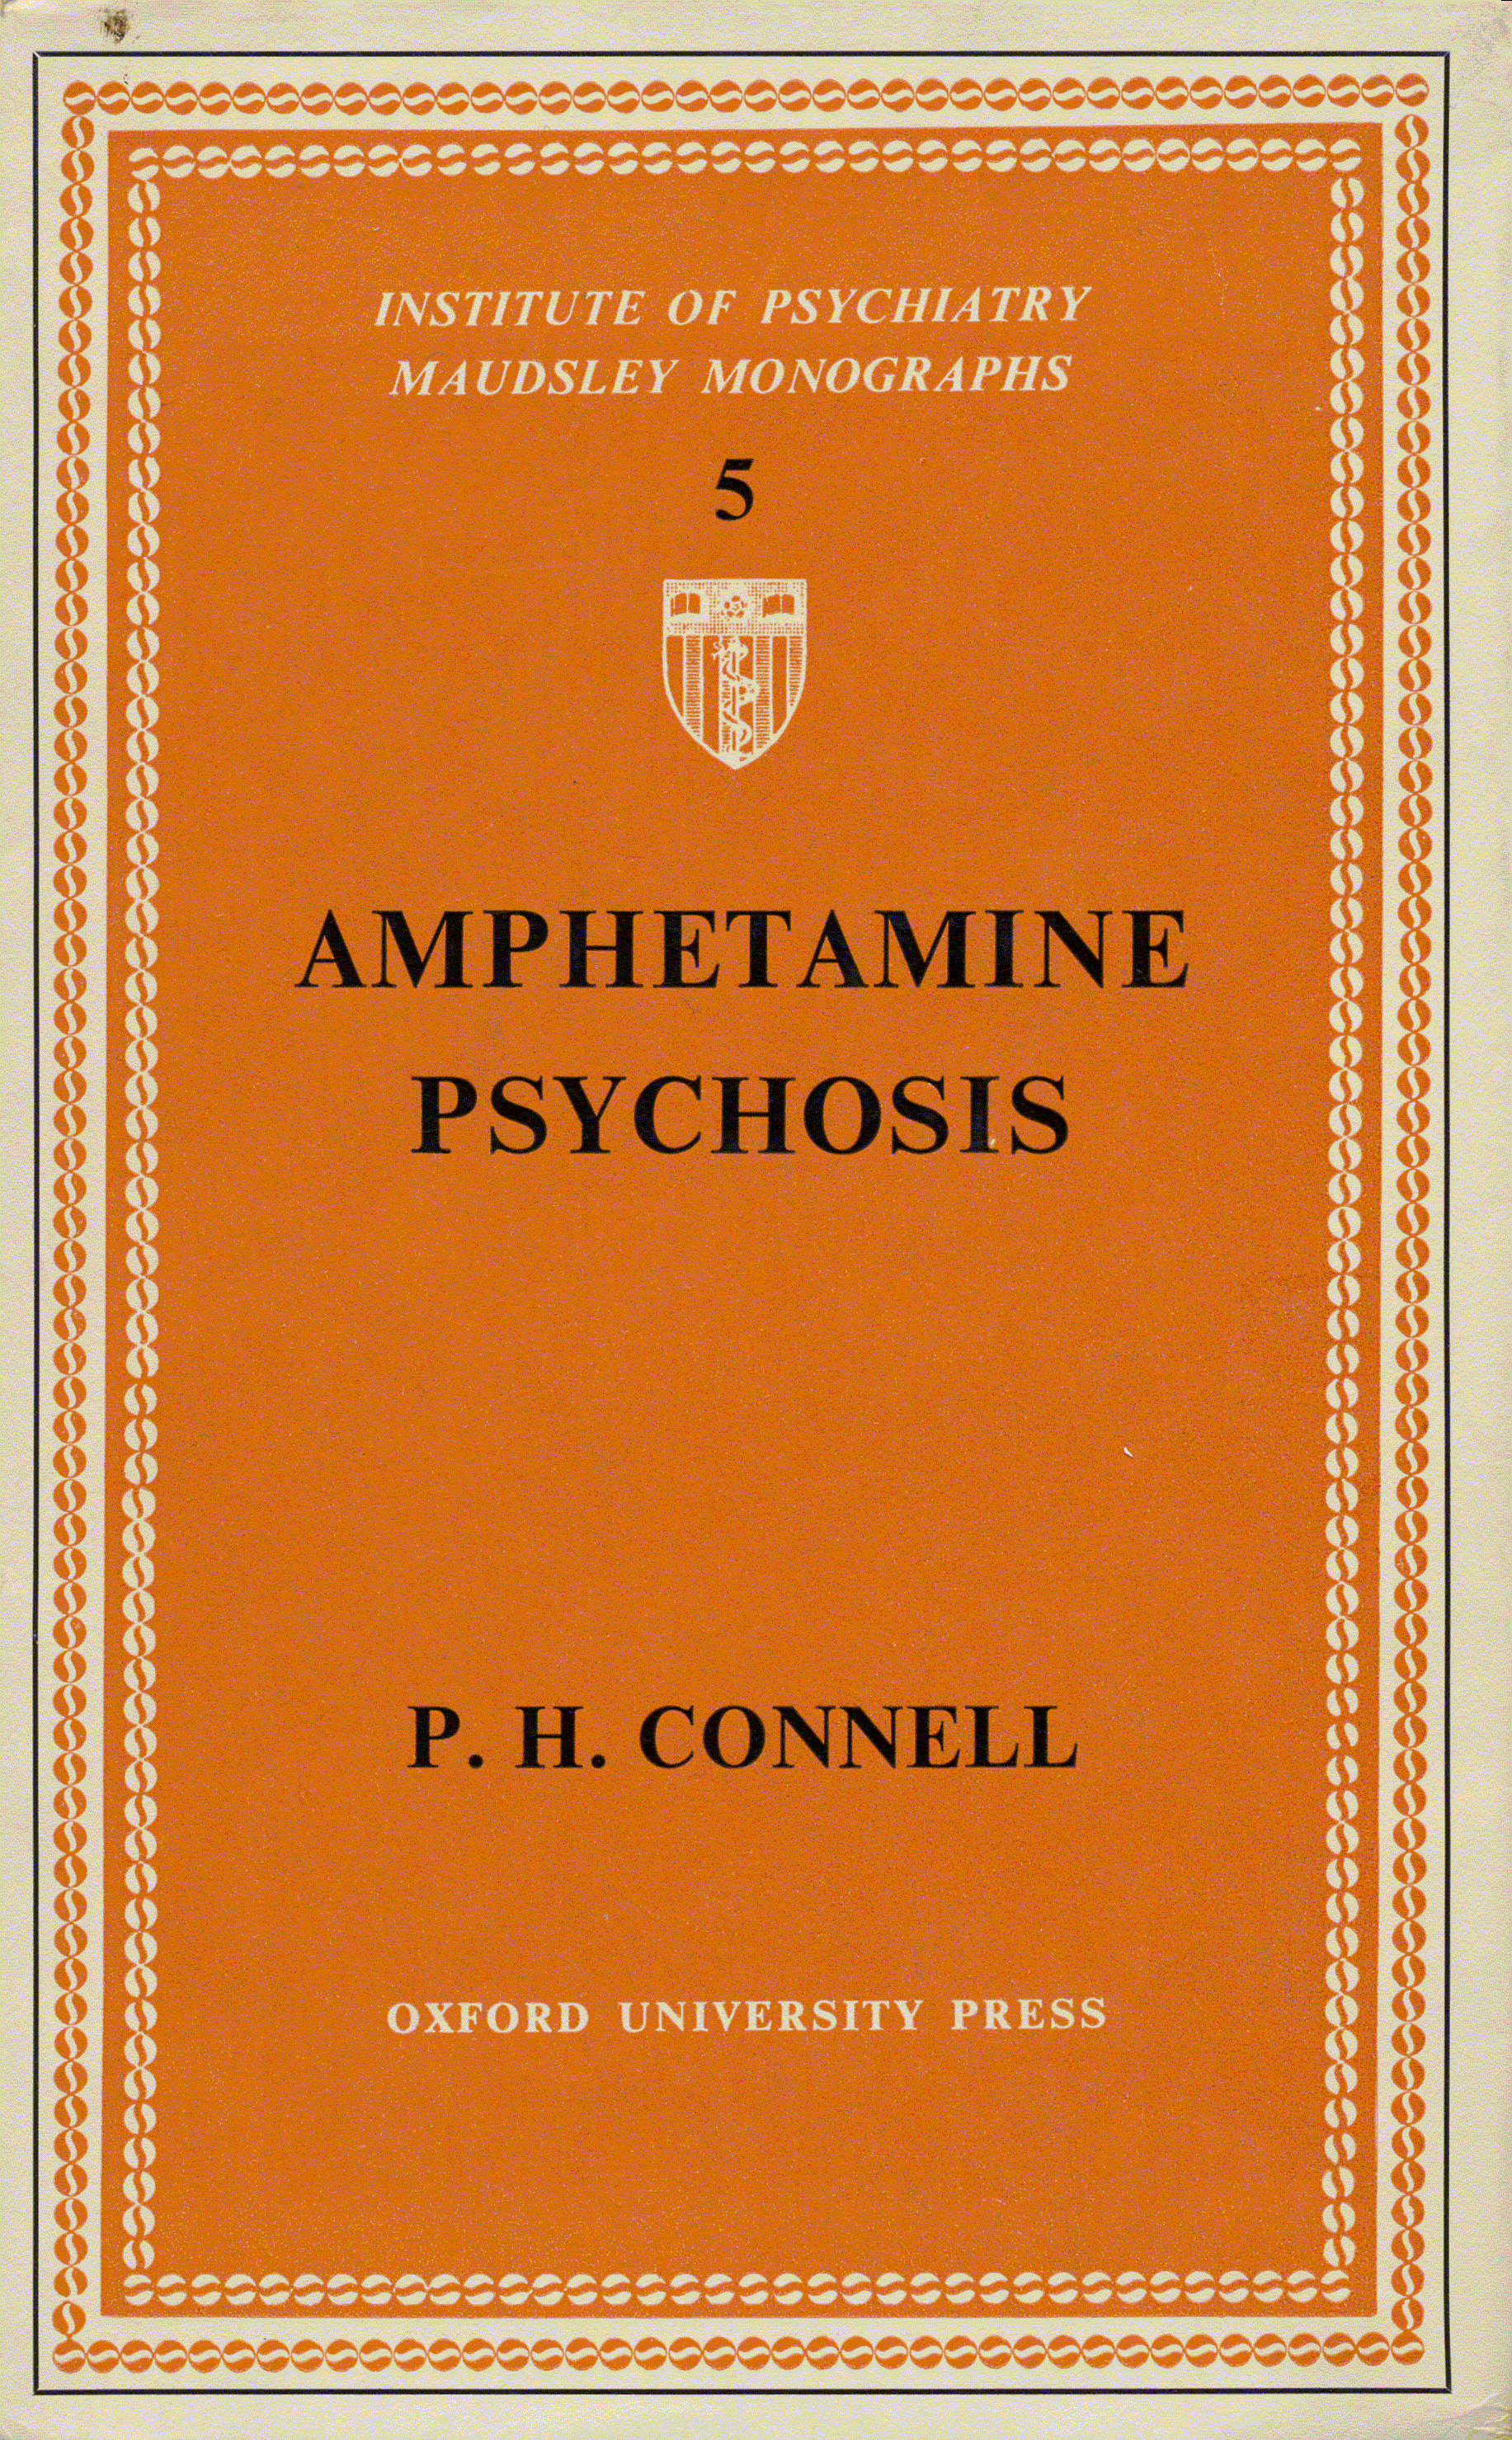 INSTITUTE OF PSYCHIATRY
MAUDSLEY MONOGRAPHS
5
AMPHETAMINE
PSYCHOSIS
P. H. CONNELL
OXFORD UNIVERSITY PRESS